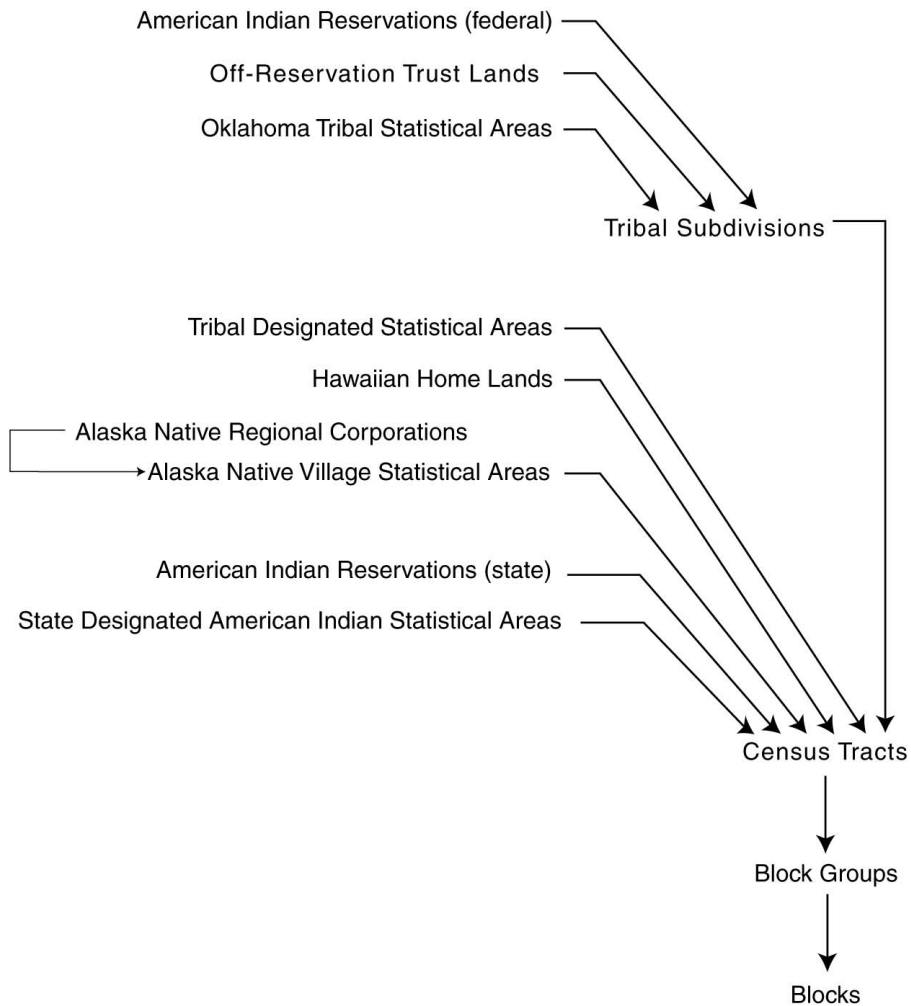 American Indian Reservations (federal)
Off-Reservation Trust Lands
Oklahoma Tribal Statistical Areas
Tribal Subdivisions
Tribal Designated Statistical Areas
Hawaiian Home Lands
Alaska Native Regional Corporations
Alaska Native Village Statistical Areas
American Indian Reservations (state)
State Designated American Indian Statistical Areas
Census Tracts
Block Groups
Blocks